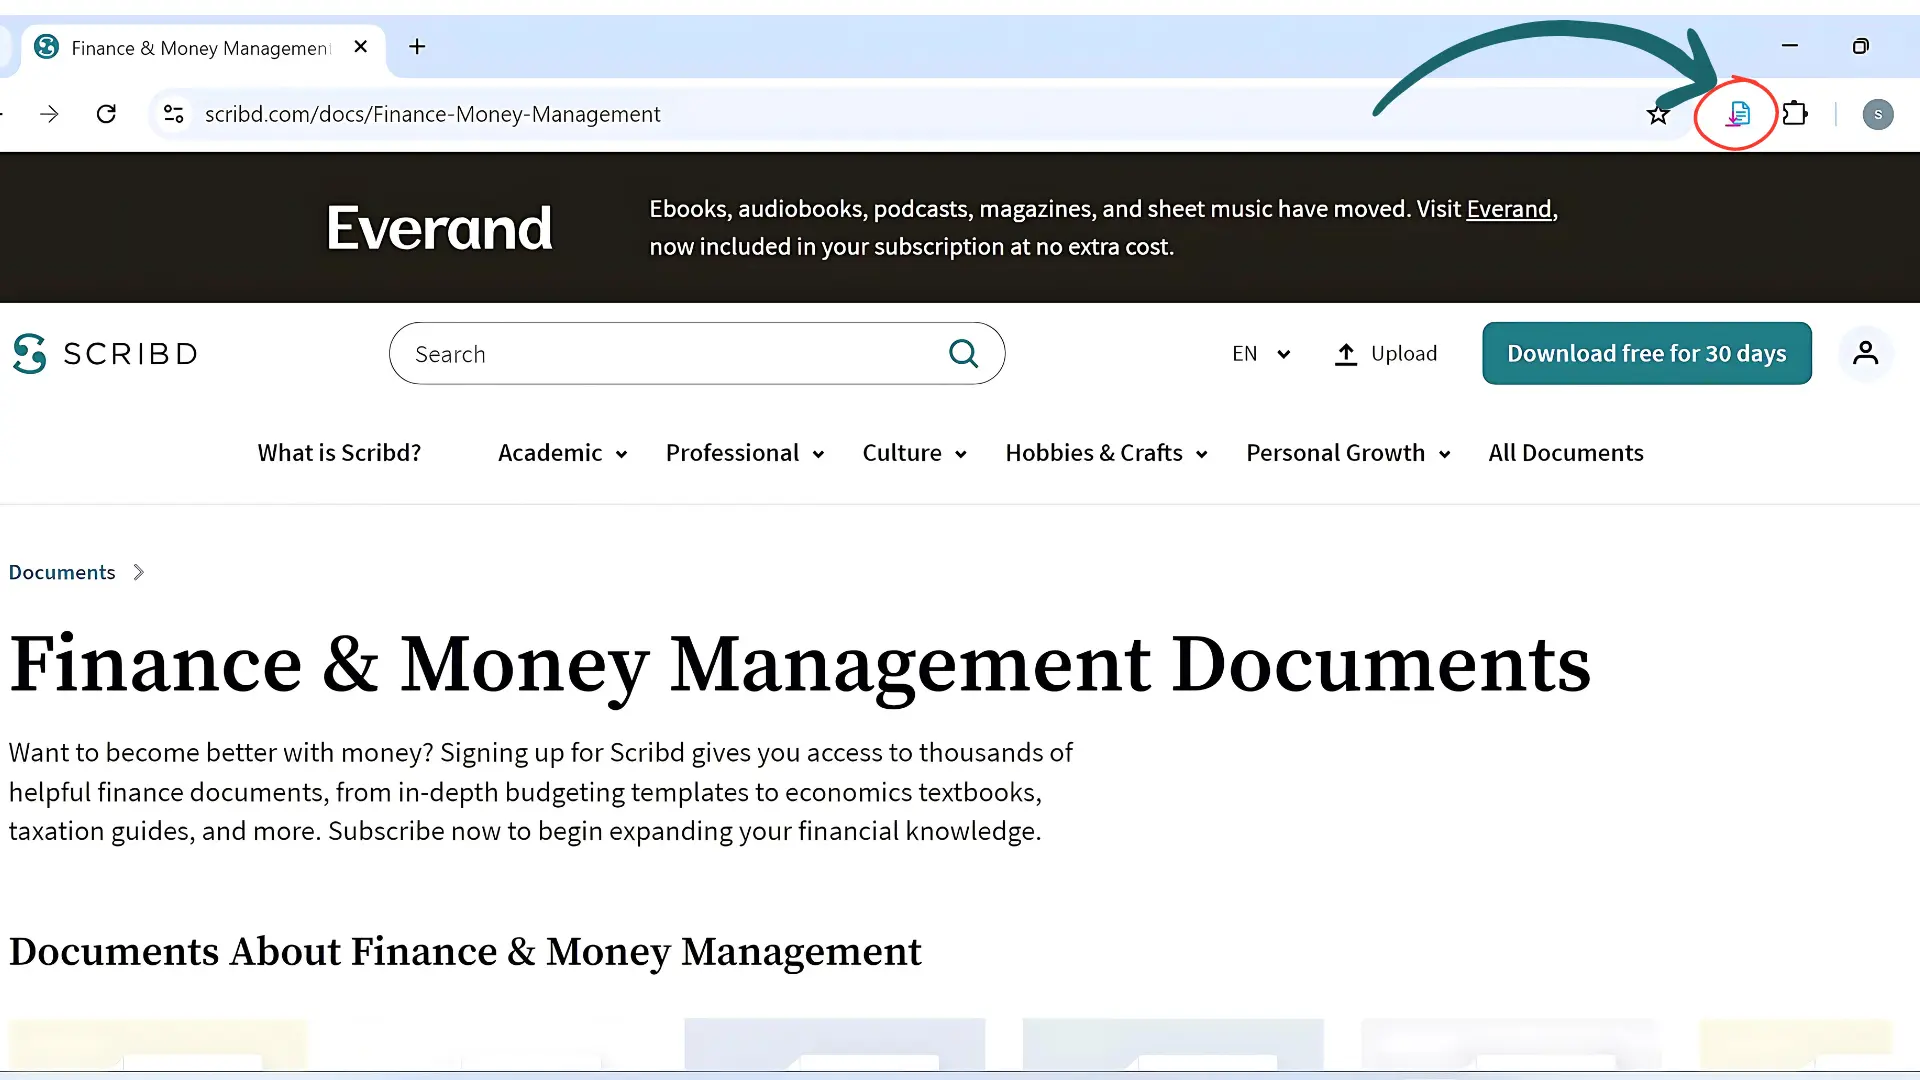 Finance & Money Management
scribd.com/docs/Finance-Money-Management
S
Everand
Ebooks, audiobooks, podcasts, magazines, and sheet music have moved. Visit Everand,
now included in your subscription at no extra cost.
SCRIBD
Search
EN
Upload
Download free for 30 days
What is Scribd?
Academic
Professional
Culture
Hobbies & Crafts
Personal Growth
All Documents
Documents
Finance & Money Management Documents
Want to become better with money? Signing up for Scribd gives you access to thousands of
helpful finance documents, from in-depth budgeting templates to economics textbooks,
taxation guides, and more. Subscribe now to begin expanding your financial knowledge.
Documents About Finance & Money Management